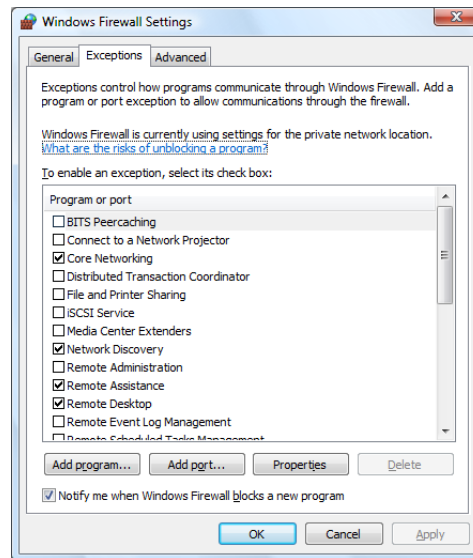 Windows Firewall Settings
General Exceptions Advanced
Exceptions control how programs communicate through Windows Firewall. Add a
program or port exception to allow communications through the firewall.
Windows Firewall is currently using settings for the private network location.
What are the risks of unblocking a program?
To enable an exception, select its check box:
Program or port
BITS Peercaching
Connect to a Network Projector
Core Networking
Distributed Transaction Coordinator
File and Printer Sharing
iSCSI Service
Media Center Extenders
Network Discovery
Remote Administration
Remote Assistance
Remote Desktop
Remote Event Log Management
Remote Scheduled Tasks Management
Add program... Add port... Properties Delete
Notify me when Windows Firewall blocks a new program
OK Cancel Apply